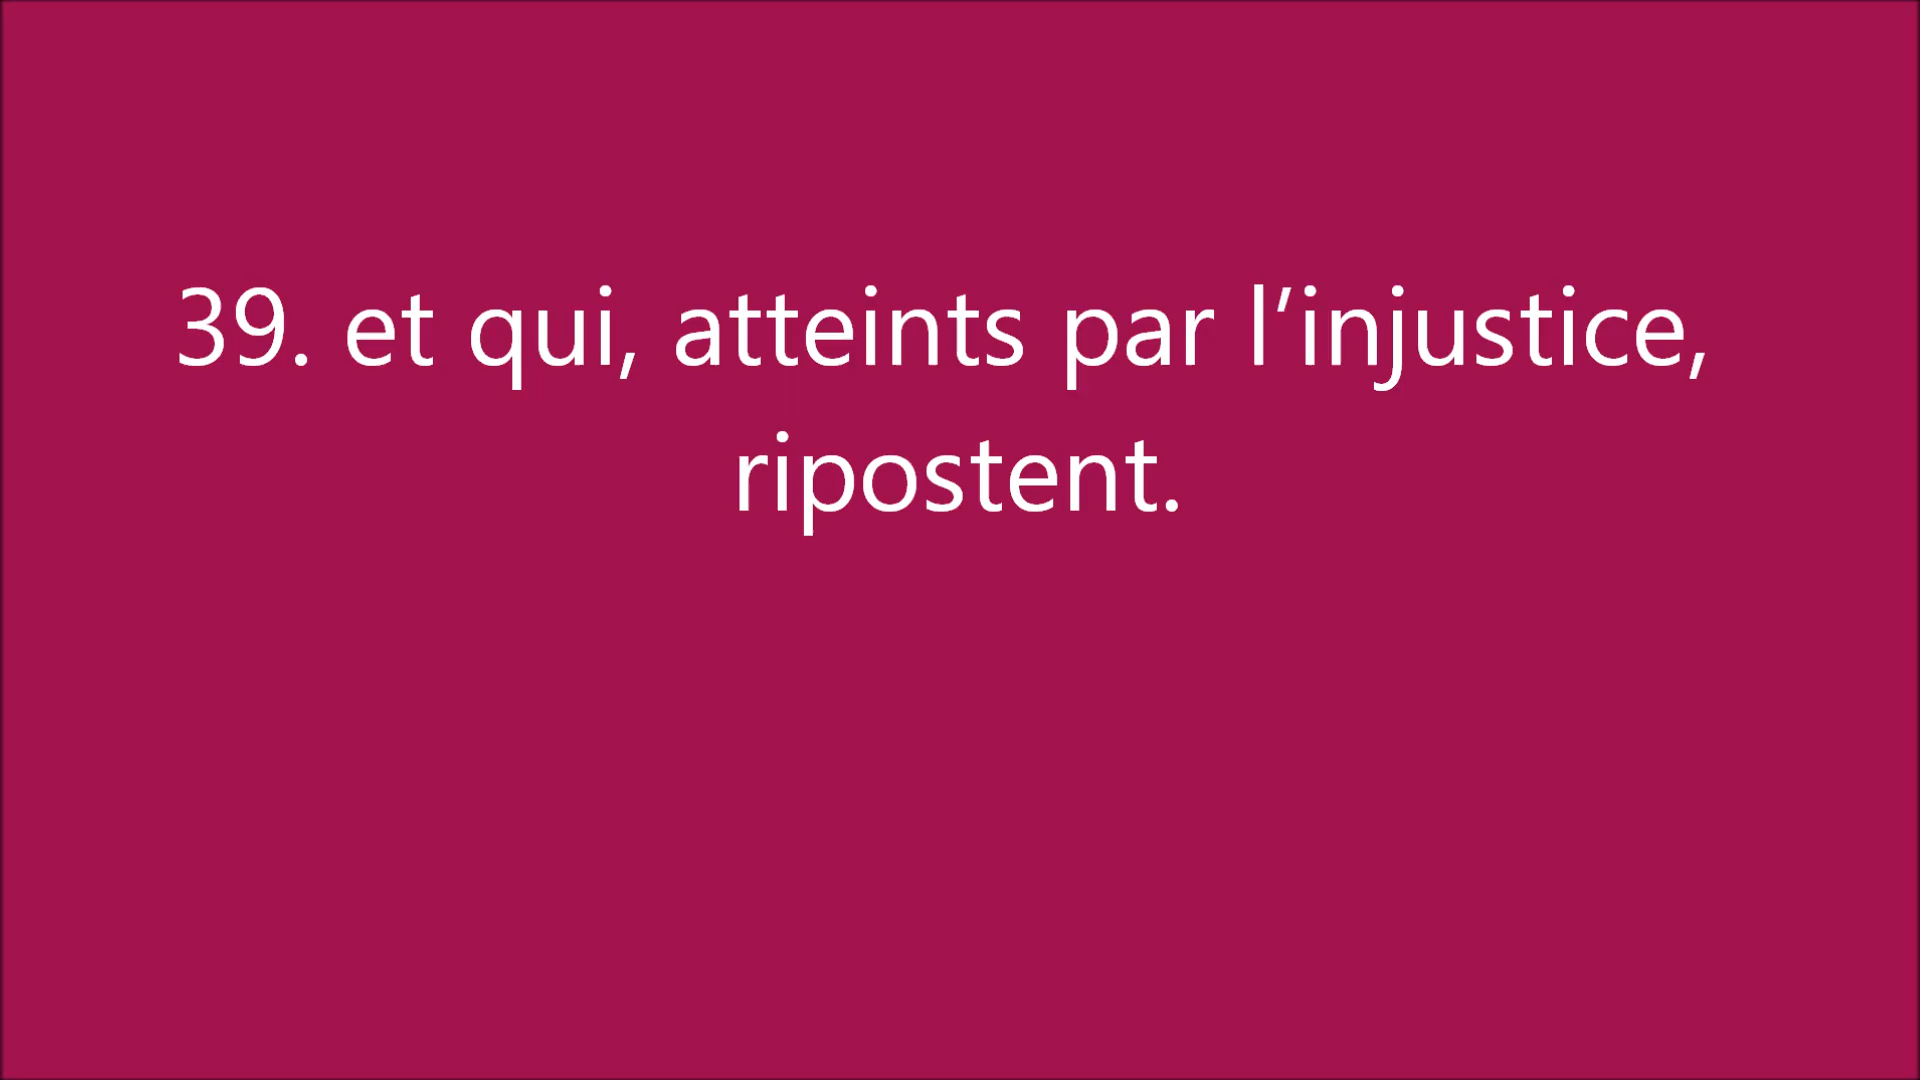 39. et qui, atteints par l’injustice,
ripostent.